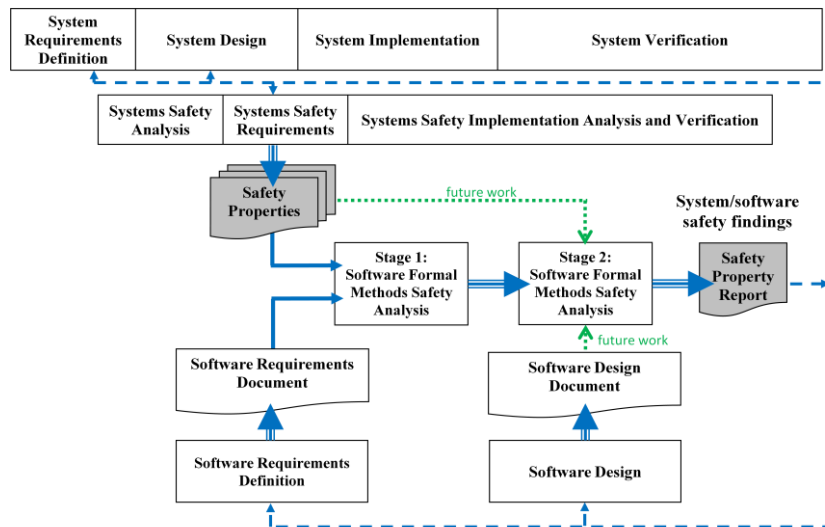 System
Requirements
Definition
System Design
System Implementation
System Verification
Systems Safety
Analysis
Systems Safety
Requirements
Systems Safety Implementation Analysis and Verification
Safety
Properties
future work
System/software
safety findings
Stage 1:
Software Formal
Methods Safety
Analysis
Stage 2:
Software Formal
Methods Safety
Analysis
Safety
Property
Report
future work
Software Requirements
Document
Software Design
Document
Software Requirements
Definition
Software Design